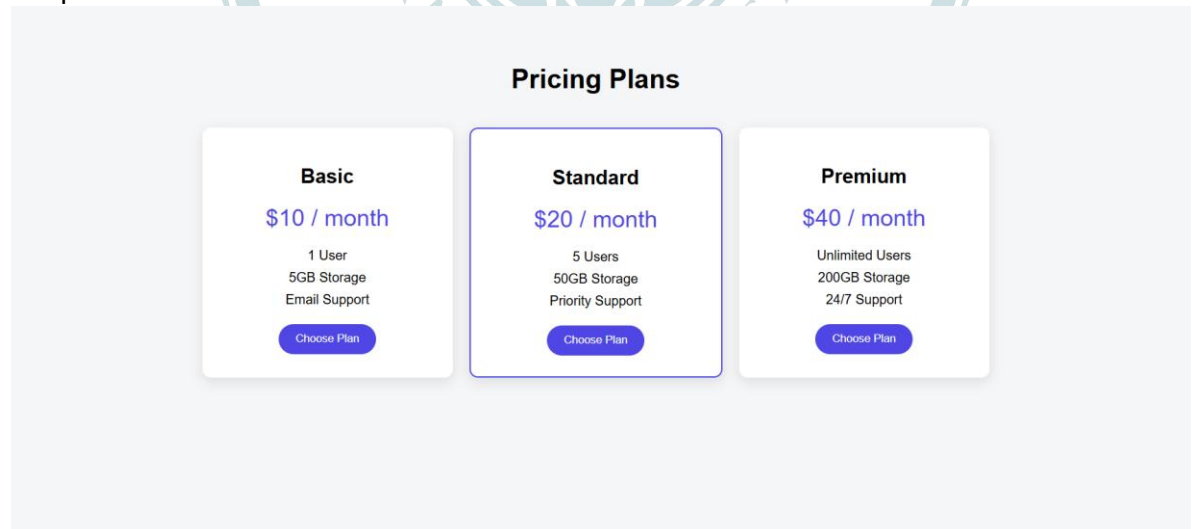 Pricing Plans
Basic
$10 / month
1 User
5GB Storage
Email Support
Choose Plan
Standard
$20 / month
5 Users
50GB Storage
Priority Support
Choose Plan
Premium
$40 / month
Unlimited Users
200GB Storage
24/7 Support
Choose Plan